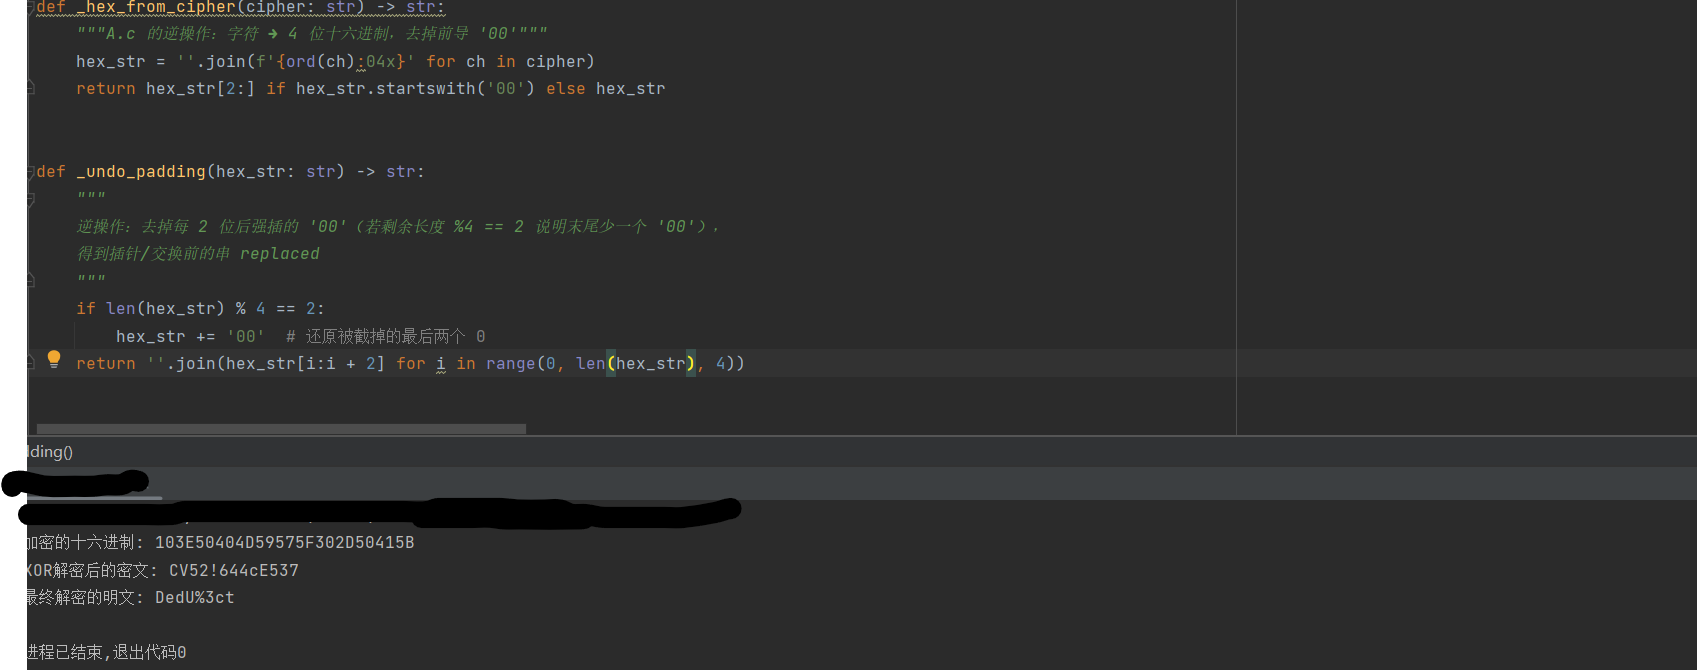 def _hex_from_cipher(cipher: str) -> str:
"""A.c 的逆操作：字符 → 4 位十六进制，去掉前导 '00'"""
hex_str = ''.join(f'{ord(ch):04x}' for ch in cipher)
return hex_str[2:] if hex_str.startswith('00') else hex_str
def _undo_padding(hex_str: str) -> str:
"""
逆操作：去掉每 2 位后强插的 '00'（若剩余长度 %4 == 2 说明末尾少一个 '00'），
得到插针/交换前的串 replaced
"""
if len(hex_str) % 4 == 2:
hex_str += '00'  # 还原被截掉的最后两个 0
return ''.join(hex_str[i:i + 2] for i in range(0, len(hex_str), 4))
dding()
加密的十六进制: 103E50404D59575F302D50415B
XOR解密后的密文: CV52!644cE537
最终解密的明文: DedU%3ct
进程已结束,退出代码0